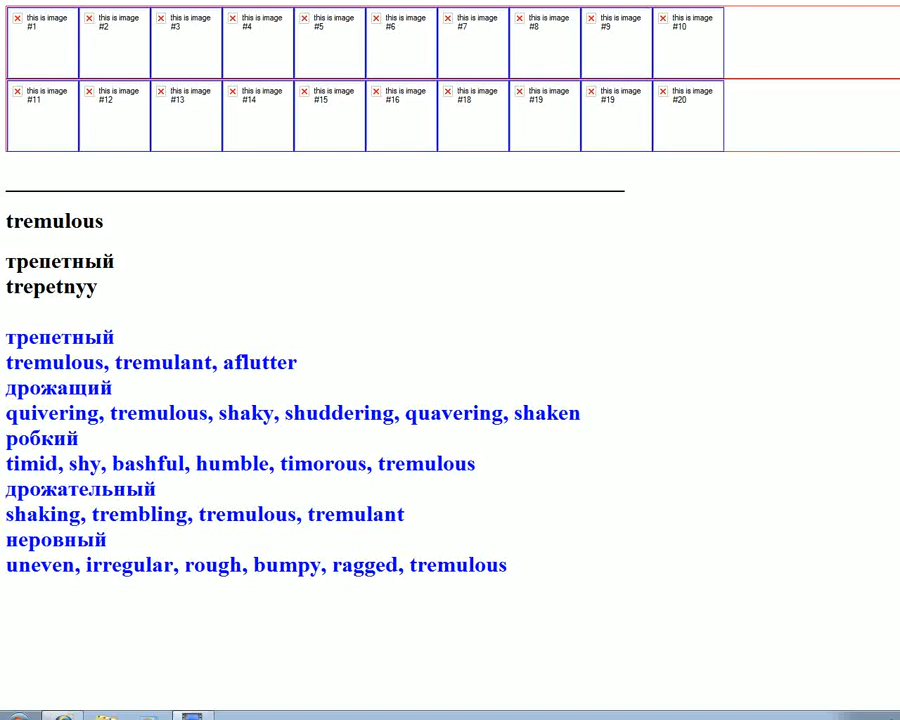 this is image #1 this is image #2 this is image #3 this is image #4 this is image #5 this is image #6 this is image #7 this is image #8 this is image #9 this is image #10
this is image #11 this is image #12 this is image #13 this is image #14 this is image #15 this is image #16 this is image #18 this is image #19 this is image #19 this is image #20
tremulous
трепетный
trepetnyy
трепетный
tremulous, tremulant, aflutter
дрожащий
quivering, tremulous, shaky, shuddering, quavering, shaken
робкий
timid, shy, bashful, humble, timorous, tremulous
дрожательный
shaking, trembling, tremulous, tremulant
неровный
uneven, irregular, rough, bumpy, ragged, tremulous